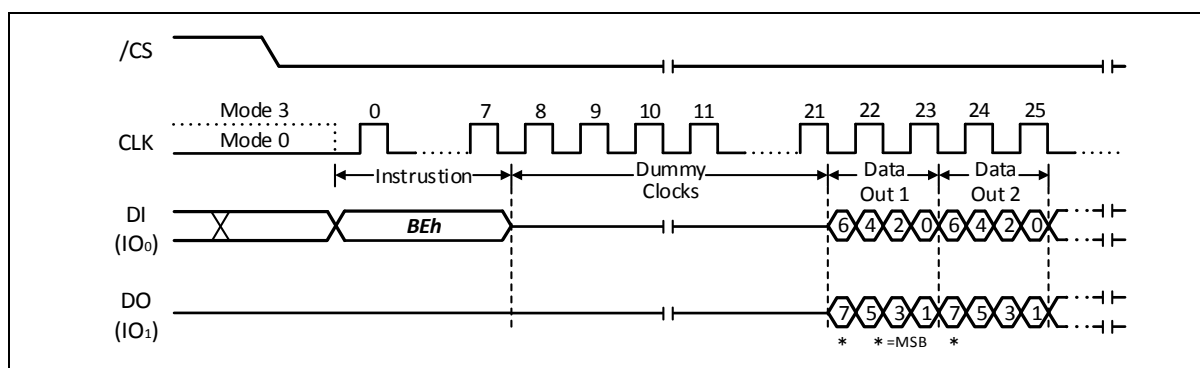 /CS
Mode 3
Mode 0
CLK
0 7 8 9 10 11 21 22 23 24 25
Instrustion
Dummy
Clocks
Data
Out 1
Data
Out 2
DI
(IO0)
BEh
6 4 2 0 6 4 2 0
DO
(IO1)
7 5 3 1 7 5 3 1
* * =MSB *